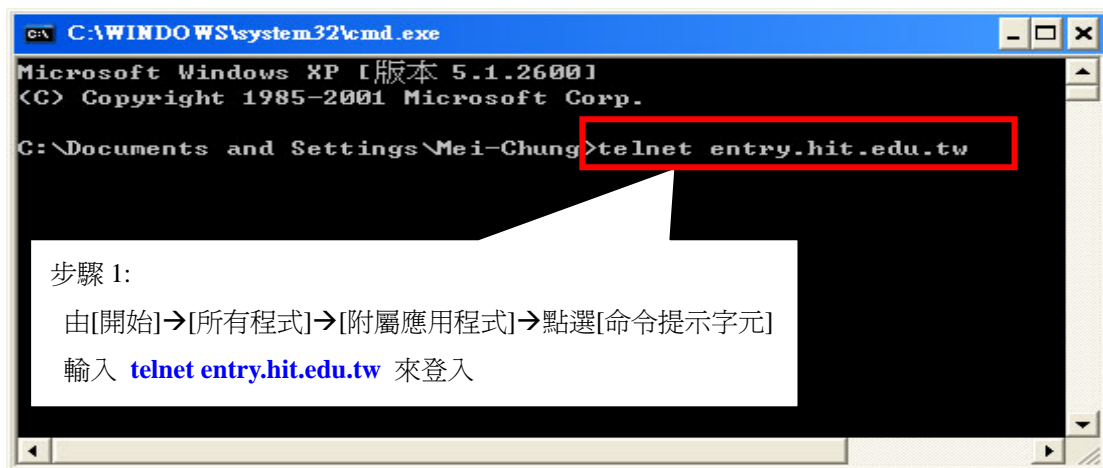 C:\WINDOWS\system32\cmd.exe
Microsoft Windows XP [版本 5.1.2600]
(C) Copyright 1985-2001 Microsoft Corp.
C:\Documents and Settings\Mei-Chung>telnet entry.hit.edu.tw
步驟 1:
由[開始]→[所有程式]→[附屬應用程式]→點選[命令提示字元]
輸入 telnet entry.hit.edu.tw 來登入